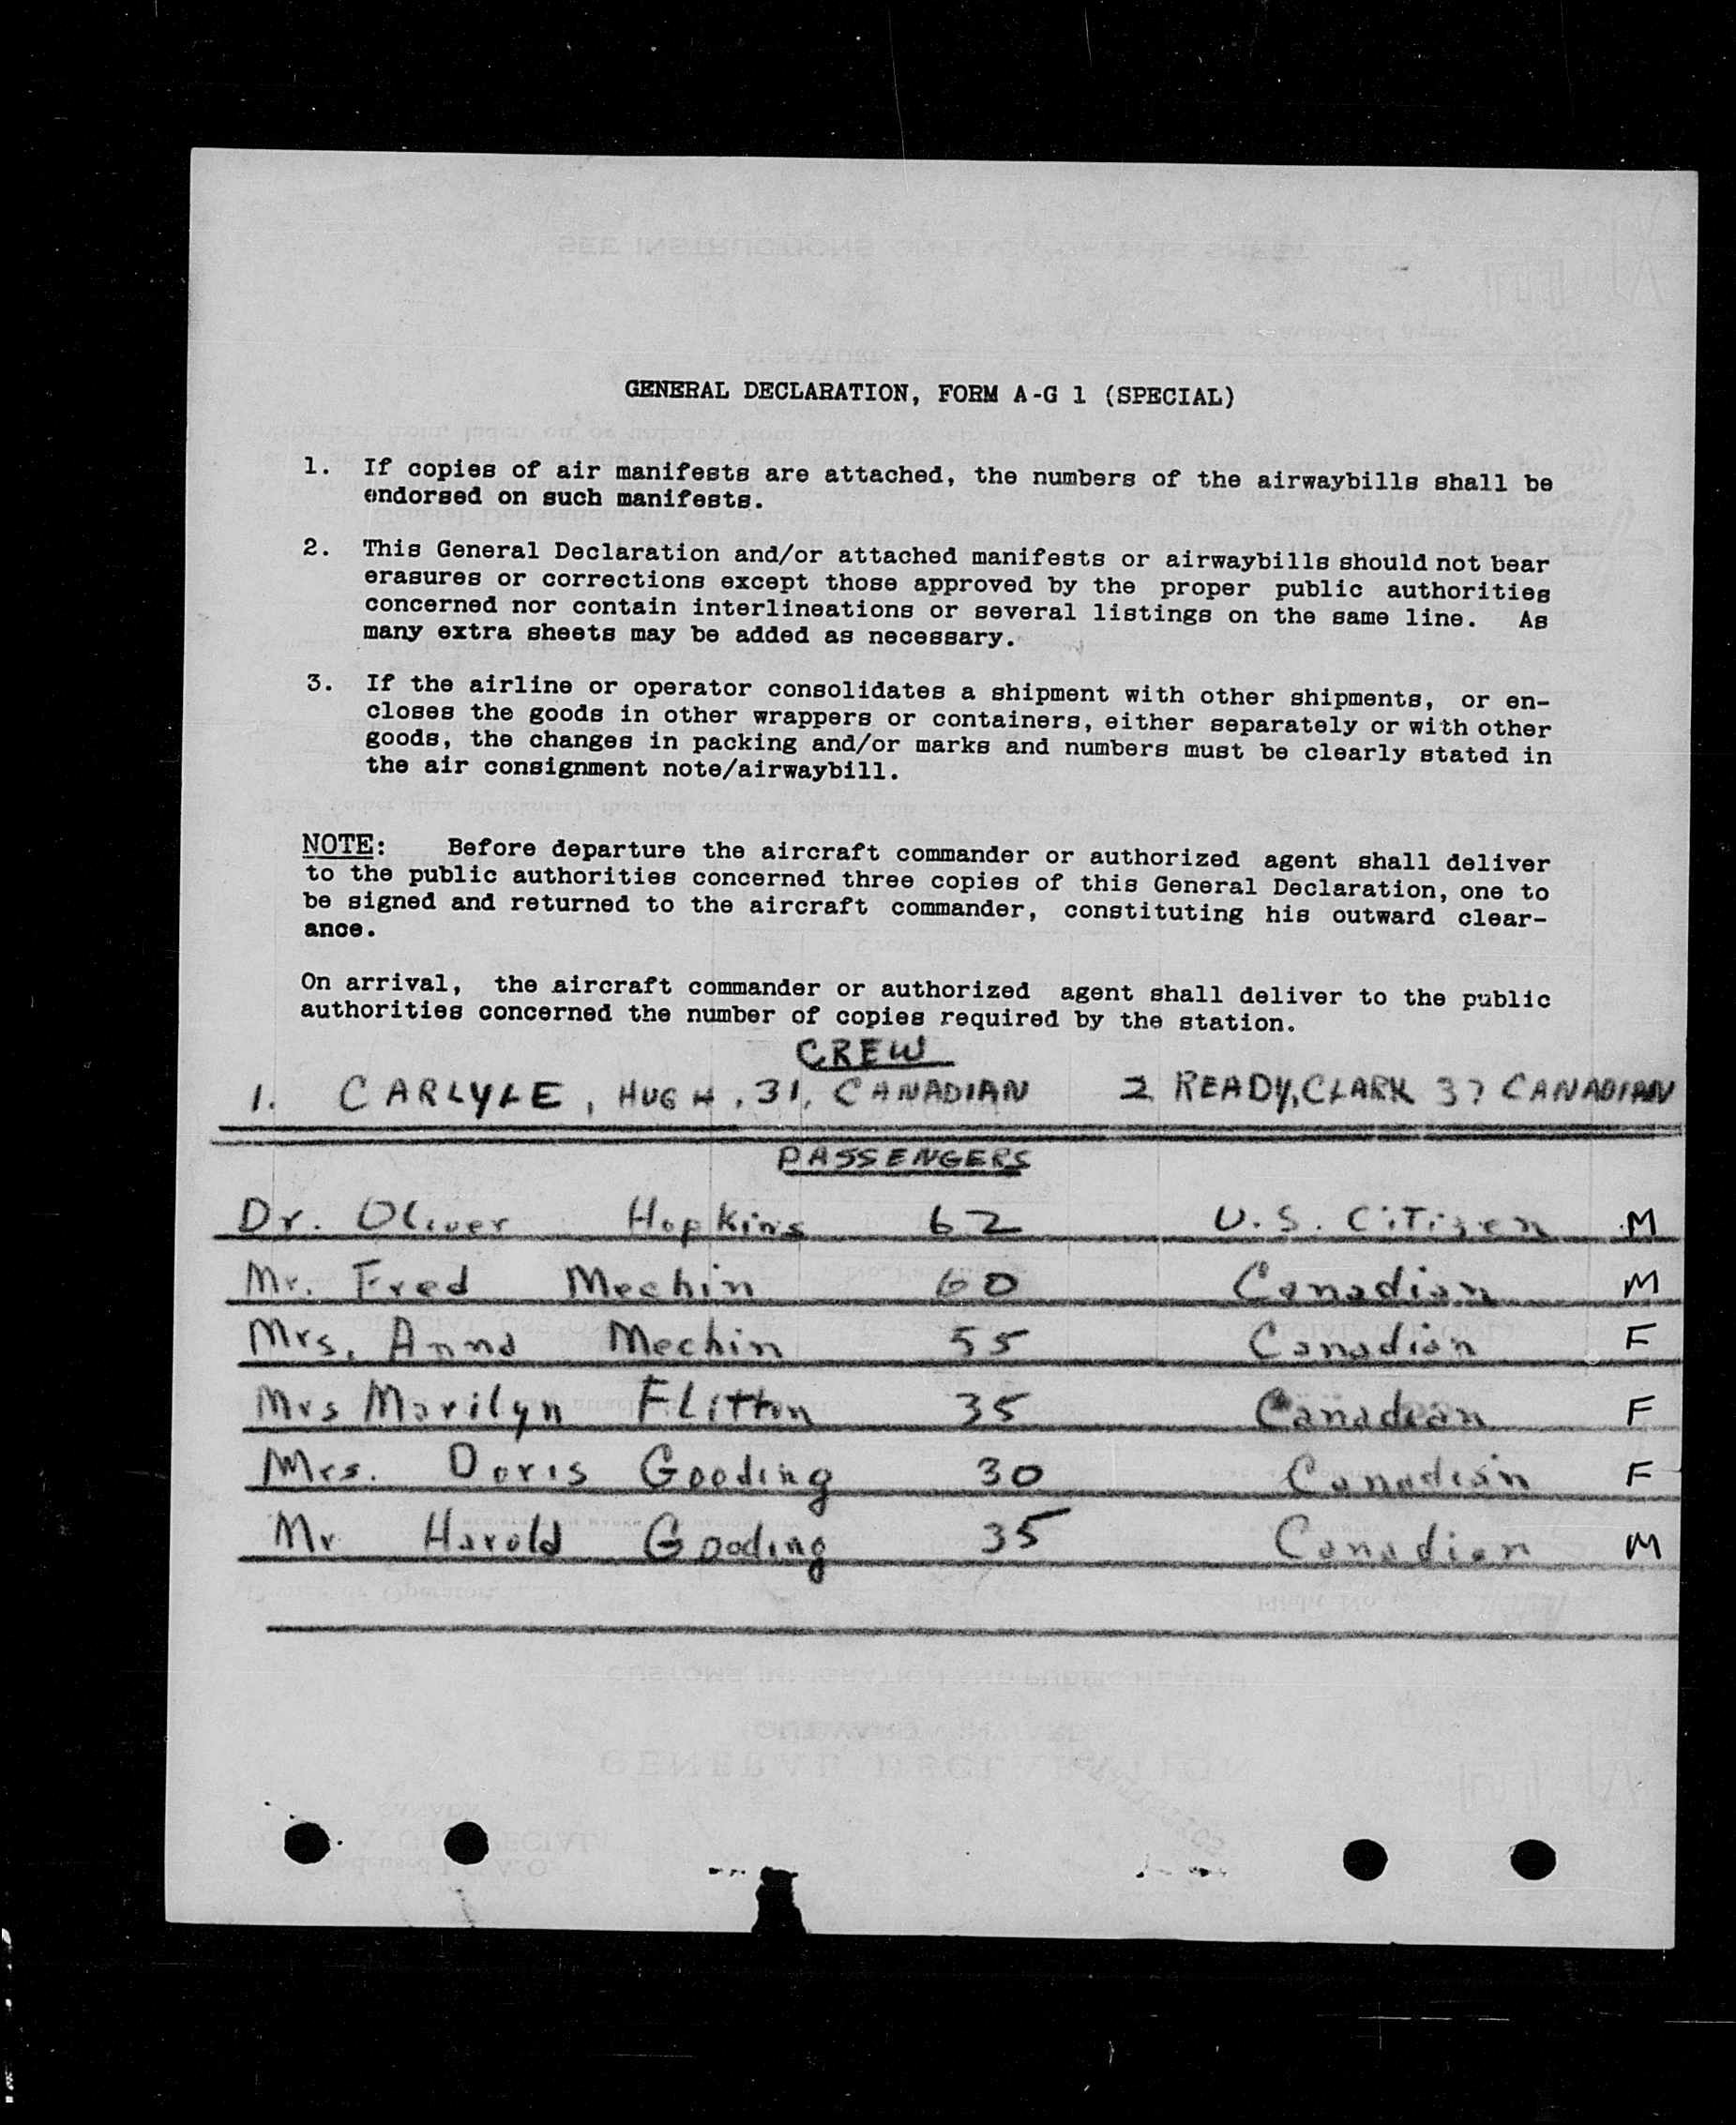 GENERAL DECLARATION, FORM A-G 1 (SPECIAL)
1. If copies of air manifests are attached, the numbers of the airwaybills shall be
endorsed on such manifests.
2. This General Declaration and/or attached manifests or airwaybills should not bear
erasures or corrections except those approved by the proper public authorities
concerned nor contain interlineations or several listings on the same line. As
many extra sheets may be added as necessary.
3. If the airline or operator consolidates a shipment with other shipments, or en-
closes the goods in other wrappers or containers, either separately or with other
goods, the changes in packing and/or marks and numbers must be clearly stated in
the air consignment note/airwaybill.
NOTE: Before departure the aircraft commander or authorized agent shall deliver
to the public authorities concerned three copies of this General Declaration, one to
be signed and returned to the aircraft commander, constituting his outward clear-
ance.
On arrival, the aircraft commander or authorized agent shall deliver to the public
authorities concerned the number of copies required by the station.
CREW
1. CARLYLE, HUGH, 31, CANADIAN 2 READY, CLARK 37 CANADIAN
PASSENGERS
Dr. Oliver Hopkins 62 U.S. Citizen M
Mr. Fred Mechin 60 Canadian M
Mrs. Anna Mechin 55 Canadian F
Mrs Marilyn Flitton 35 Canadian F
Mrs. Doris Gooding 30 Canadian F
Mr Harold Gooding 35 Canadian M